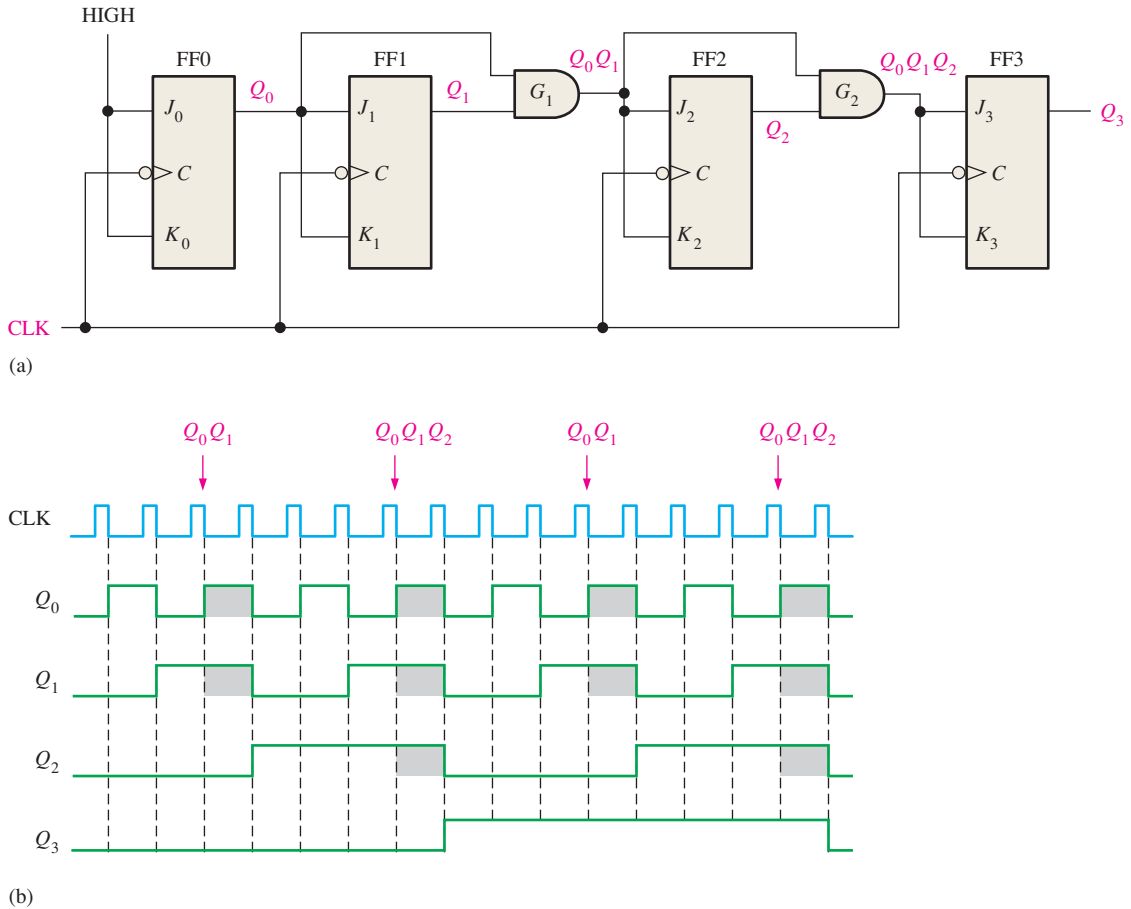 HIGH
FF0 FF1 FF2 FF3
Q₀ Q₁ Q₀Q₁ Q₂ Q₀Q₁Q₂ Q₃
J₀ J₁ G₁ J₂ G₂ J₃
C C C C
K₀ K₁ K₂ K₃
CLK
(a)
Q₀Q₁ Q₀Q₁Q₂ Q₀Q₁ Q₀Q₁Q₂
CLK
Q₀
Q₁
Q₂
Q₃
(b)